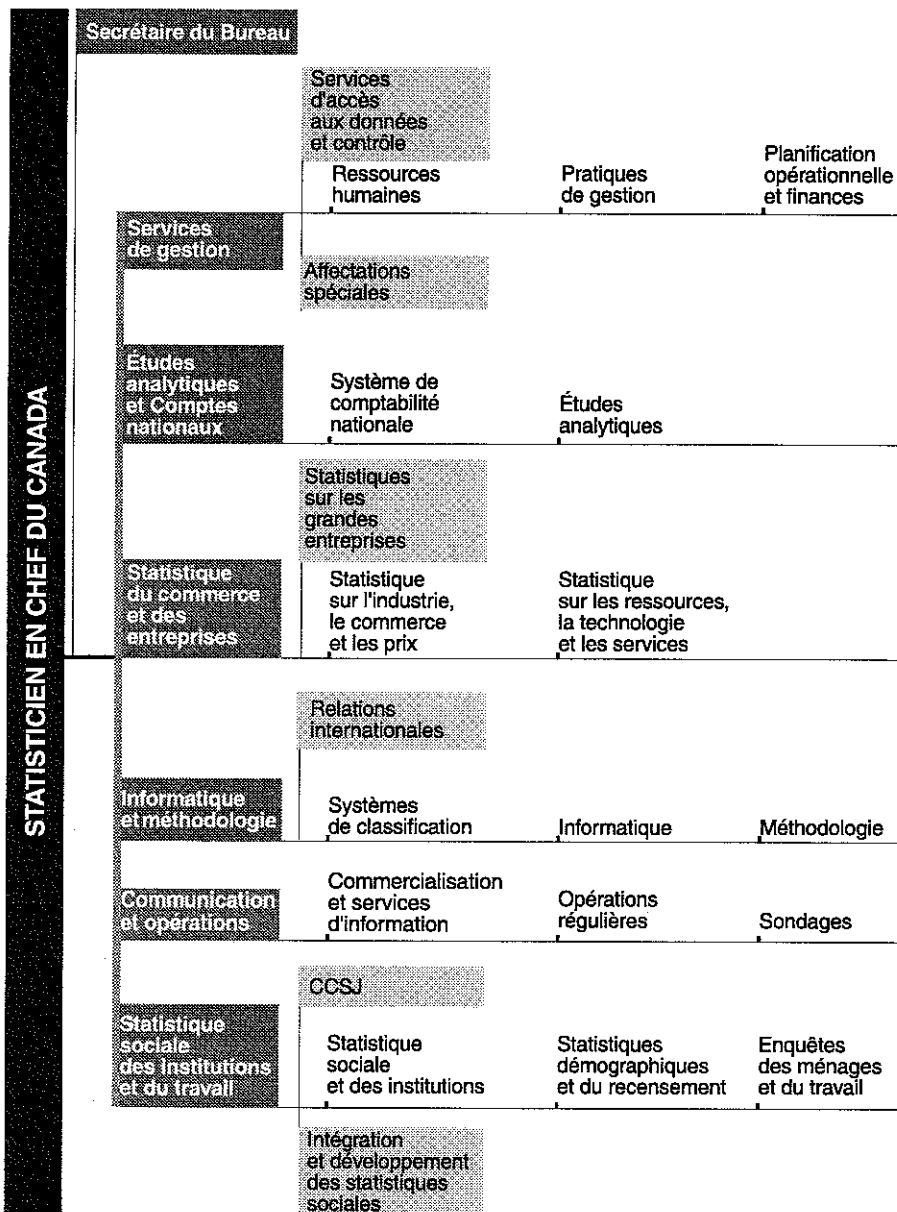 STATISTICIEN EN CHEF DU CANADA
Secrétaire du Bureau
Services
d'accès
aux données
et contrôle
Ressources
humaines
Pratiques
de gestion
Planification
opérationnelle
et finances
Services
de gestion
Affectations
spéciales
Études
analytiques
et Comptes
nationaux
Système de
comptabilité
nationale
Études
analytiques
Statistiques
sur les
grandes
entreprises
Statistique
du commerce
et des
entreprises
Statistique
sur l'industrie,
le commerce
et les prix
Statistique
sur les ressources,
la technologie
et les services
Relations
internationales
Informatique
et méthodologie
Systèmes
de classification
Informatique
Méthodologie
Communication
et opérations
Commercialisation
et services
d'information
Opérations
régulières
Sondages
CCSJ
Statistique
sociale
des institutions
et du travail
Statistique
sociale
et des institutions
Statistiques
démographiques
et du recensement
Enquêtes
des ménages
et du travail
Intégration
et développement
des statistiques
sociales